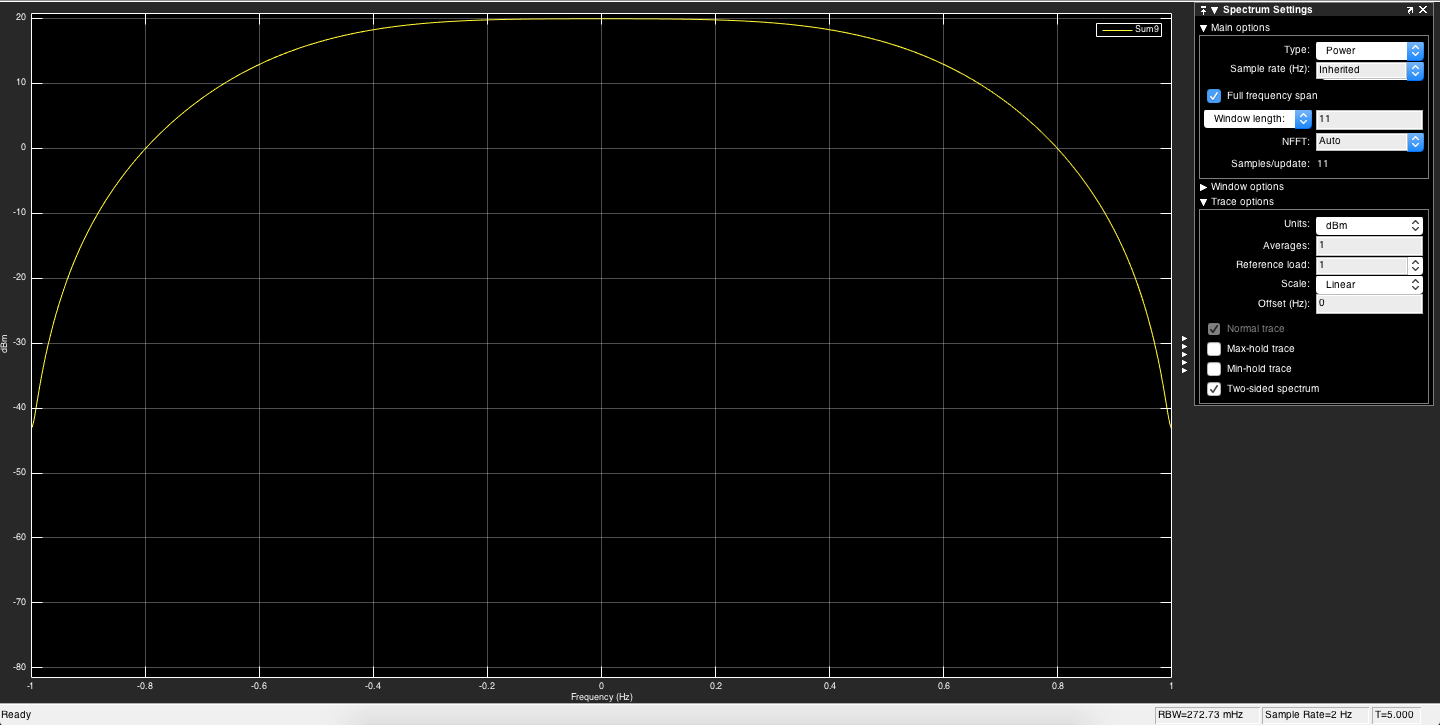 20
10
0
-10
-20
-30
-40
-50
-60
-70
-80
dBm
-1 -0.8 -0.6 -0.4 -0.2 0 0.2 0.4 0.6 0.8 1
Frequency (Hz)
Sum9
Spectrum Settings
Main options
Type: Power
Sample rate (Hz): Inherited
Full frequency span
Window length: 11
NFFT: Auto
Samples/update: 11
Window options
Trace options
Units: dBm
Averages: 1
Reference load: 1
Scale: Linear
Offset (Hz): 0
Normal trace
Max-hold trace
Min-hold trace
Two-sided spectrum
Ready
RBW=272.73 mHz Sample Rate=2 Hz T=5.000